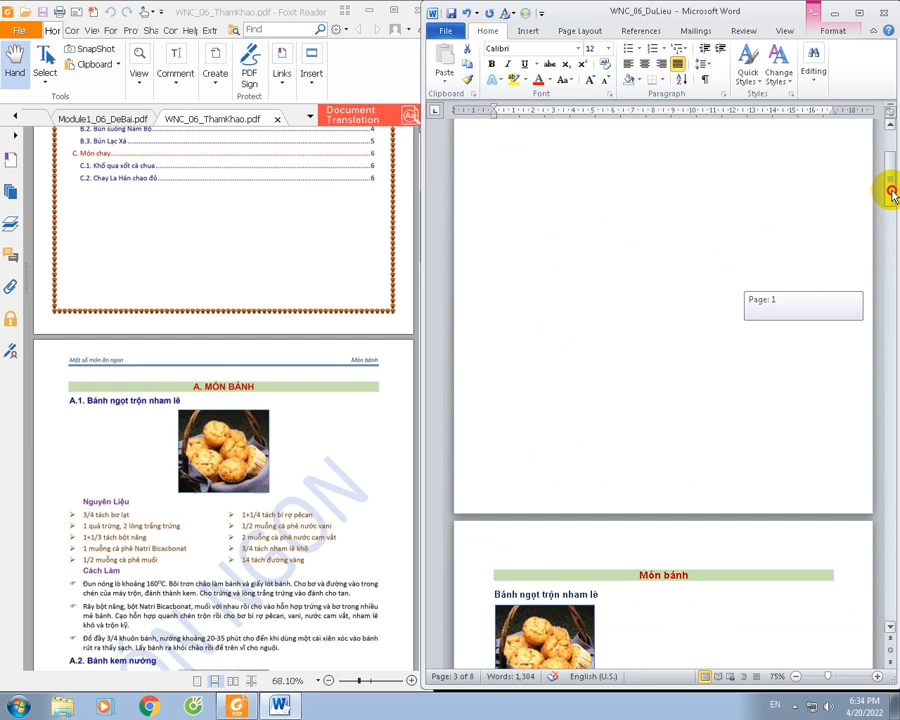 WNC_06_ThamKhao.pdf - Foxit Reader
File
Hor
Cor
Vi
For
Pro
Sha
Cor
Hel
Extr
Find
Hand
Select
SnapShot
Clipboard
View
Comment
Create
PDF
Sign
Links
Insert
Tools
Module1_06_DeBai.pdf
WNC_06_ThamKhao.pdf
Document
Translation
B.2. Bún suông Nam Bộ 4
B.3. Bún Lạc Xá 5
C. Món chay 6
C.1. Khổ qua xốt cà chua 6
C.2. Chay La Hán chao đỏ 6
Một số món ăn ngon
Món bánh
A. MÓN BÁNH
A.1. Bánh ngọt trộn nham lê
Nguyên Liệu
3/4 tách bơ lạt
1 quả trứng, 2 lòng trắng trứng
1+1/3 tách bột năng
1 muỗng cà phê Natri Bicacbonat
1/2 muỗng cà phê muối
1+1/4 tách bí rợ pêcan
1/2 muỗng cà phê nước vani
2 muỗng cà phê nước cam vắt
3/4 tách nham lê khô
14 tách đường vàng
Cách Làm
Đun nóng lò khoảng 160⁰C. Bôi trơn chảo làm bánh và giấy lót bánh. Cho bơ và đường vào trong
chén của máy trộn, đánh thành kem. Cho trứng và lòng trắng trứng vào đánh cho tan.
Rây bột năng, bột Natri Bicacbonat, muối với nhau rồi cho vào hỗn hợp trứng và bơ trong nhiều
mẻ bánh. Cạo hỗn hợp quanh chén trộn rồi cho bơ bí rợ pêcan, vani, nước cam vắt, nham lê
khô và trộn kỹ.
Đổ đầy 3/4 khuôn bánh, nướng khoảng 20-35 phút cho đến khi dùng một cái xiên xóc vào bánh
rút ra thấy sạch. Lấy bánh ra khỏi chảo rồi để trên vĩ cho nguội.
A.2. Bánh kem nướng
ON NGON
68.10%
WNC_06_DuLieu - Microsoft Word
File
Home
Insert
Page Layout
References
Mailings
Review
View
Format
Paste
Clipboard
Calibri
12
Font
Paragraph
Quick
Styles
Change
Styles
Styles
Editing
Page: 1
Món bánh
Bánh ngọt trộn nham lê
Page: 3 of 8
Words: 1,304
English (U.S.)
75%
EN
6:34 PM
4/20/2022